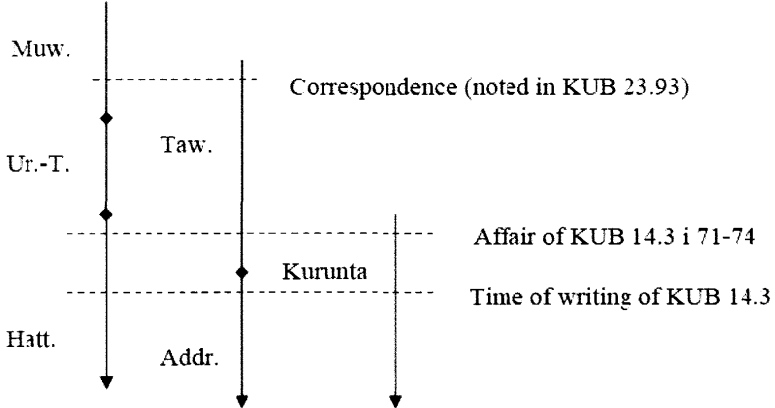 Muw.
Correspondence (noted in KUB 23.93)
Taw.
Ur.-T.
Affair of KUB 14.3 i 71-74
Kurunta
Time of writing of KUB 14.3
Hatt.
Addr.